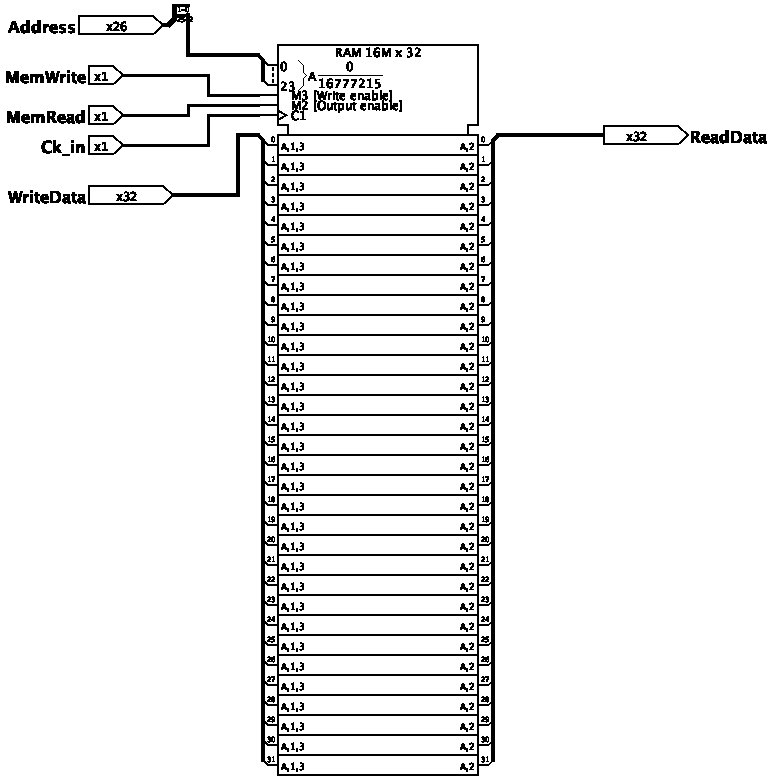 Address x26
RAM 16M x 32
0
23
A 0
16777215
MemWrite x1
M3 [Write enable]
MemRead x1
M2 [Output enable]
Ck_in x1
C1
WriteData x32
x32 ReadData
0 A,1,3 A,2 0
1 A,1,3 A,2 1
2 A,1,3 A,2 2
3 A,1,3 A,2 3
4 A,1,3 A,2 4
5 A,1,3 A,2 5
6 A,1,3 A,2 6
7 A,1,3 A,2 7
8 A,1,3 A,2 8
9 A,1,3 A,2 9
10 A,1,3 A,2 10
11 A,1,3 A,2 11
12 A,1,3 A,2 12
13 A,1,3 A,2 13
14 A,1,3 A,2 14
15 A,1,3 A,2 15
16 A,1,3 A,2 16
17 A,1,3 A,2 17
18 A,1,3 A,2 18
19 A,1,3 A,2 19
20 A,1,3 A,2 20
21 A,1,3 A,2 21
22 A,1,3 A,2 22
23 A,1,3 A,2 23
24 A,1,3 A,2 24
25 A,1,3 A,2 25
26 A,1,3 A,2 26
27 A,1,3 A,2 27
28 A,1,3 A,2 28
29 A,1,3 A,2 29
30 A,1,3 A,2 30
31 A,1,3 A,2 31